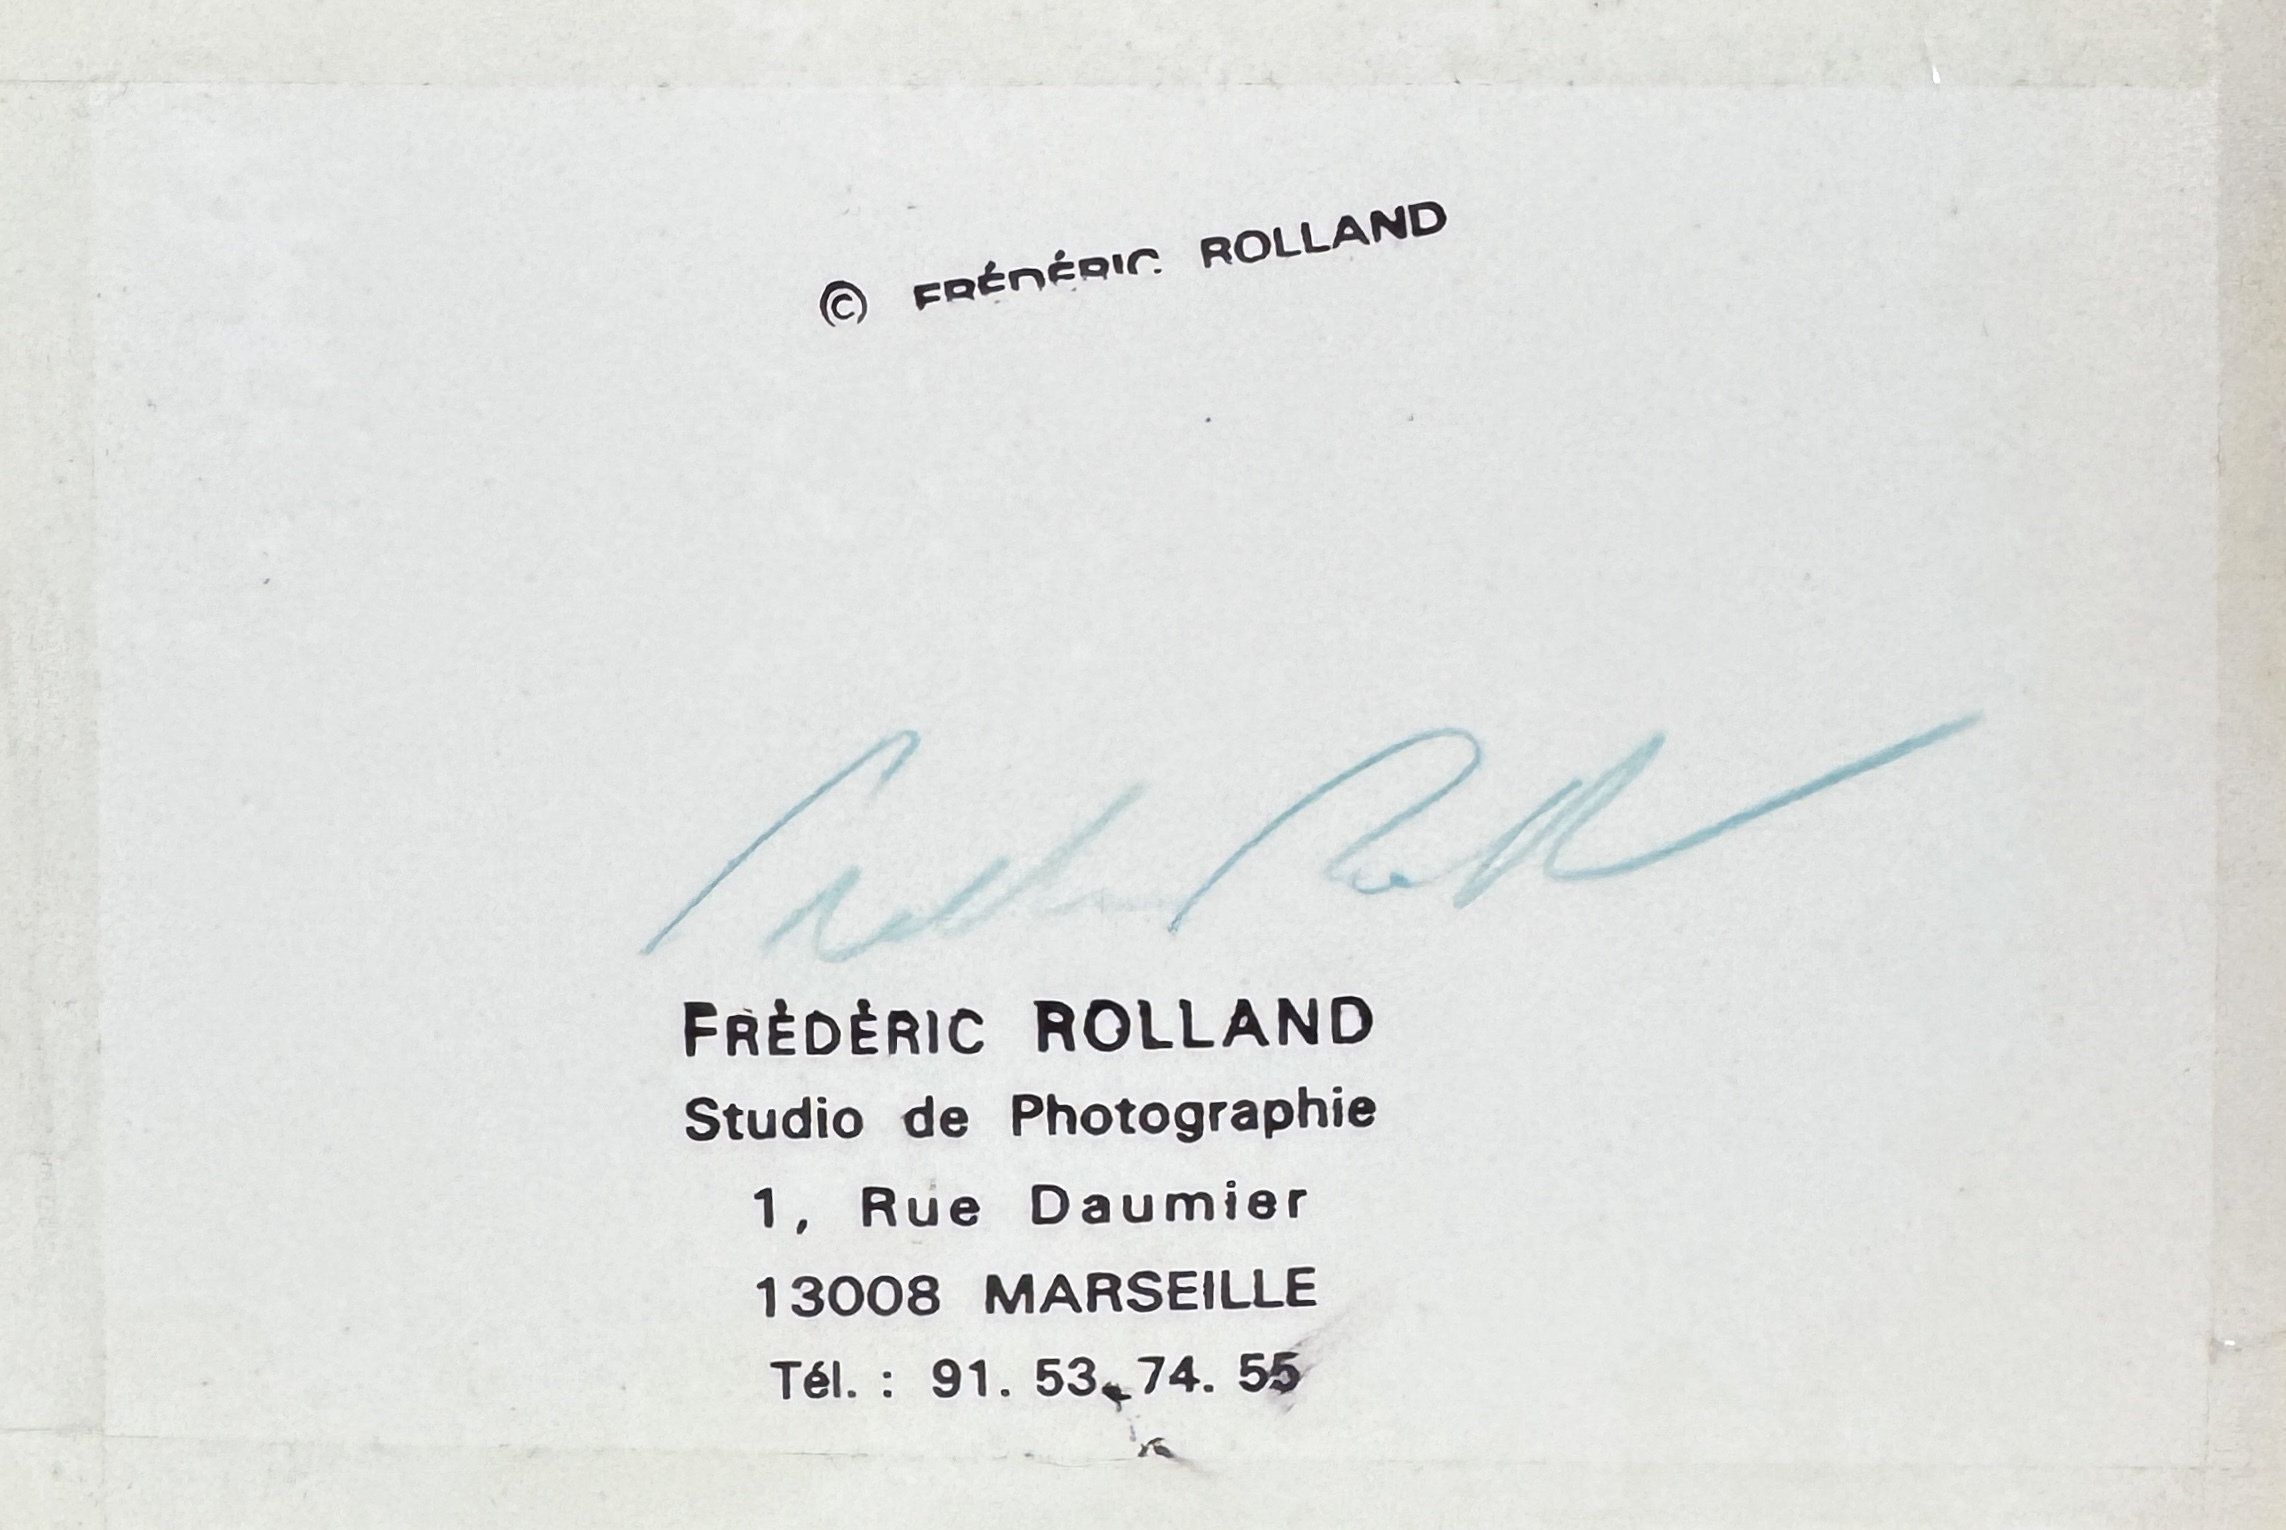 © FRÉDÉRIC ROLLAND
FRÉDÉRIC ROLLAND
Studio de Photographie
1, Rue Daumier
13008 MARSEILLE
Tél. : 91. 53. 74. 55